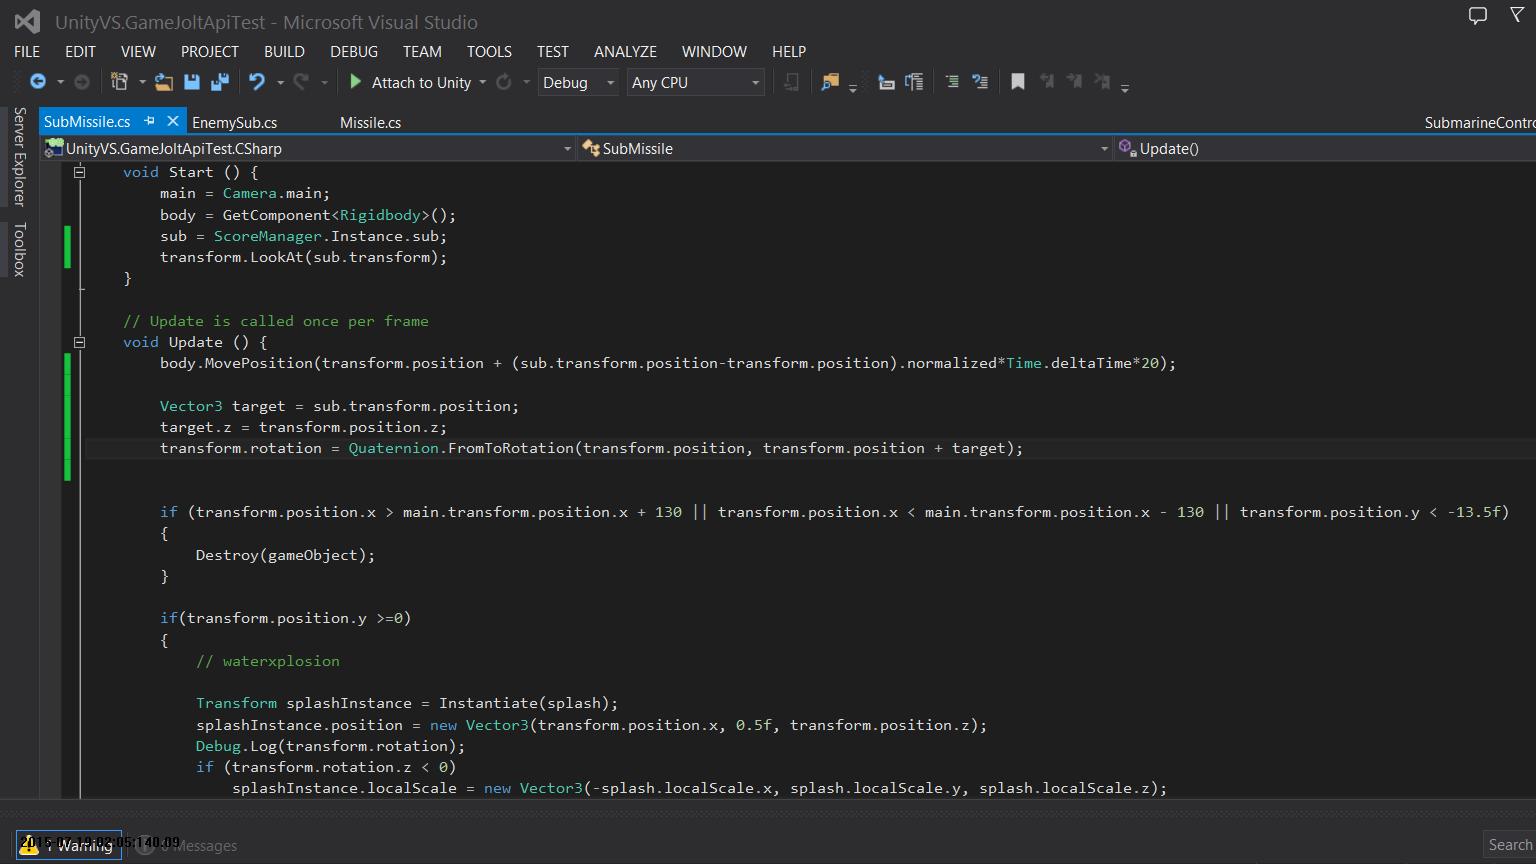 UnityVS.GameJoltApiTest - Microsoft Visual Studio
FILE EDIT VIEW PROJECT BUILD DEBUG TEAM TOOLS TEST ANALYZE WINDOW HELP
Attach to Unity Debug Any CPU
Server Explorer
Toolbox
SubMissile.cs EnemySub.cs Missile.cs SubmarineContro
UnityVS.GameJoltApiTest.CSharp SubMissile Update()
void Start () {
main = Camera.main;
body = GetComponent<Rigidbody>();
sub = ScoreManager.Instance.sub;
transform.LookAt(sub.transform);
}
// Update is called once per frame
void Update () {
body.MovePosition(transform.position + (sub.transform.position-transform.position).normalized*Time.deltaTime*20);
Vector3 target = sub.transform.position;
target.z = transform.position.z;
transform.rotation = Quaternion.FromToRotation(transform.position, transform.position + target);
if (transform.position.x > main.transform.position.x + 130 || transform.position.x < main.transform.position.x - 130 || transform.position.y < -13.5f)
{
Destroy(gameObject);
}
if(transform.position.y >=0)
{
// waterxplosion
Transform splashInstance = Instantiate(splash);
splashInstance.position = new Vector3(transform.position.x, 0.5f, transform.position.z);
Debug.Log(transform.rotation);
if (transform.rotation.z < 0)
splashInstance.localScale = new Vector3(-splash.localScale.x, splash.localScale.y, splash.localScale.z);
1 Warning 0 Messages
Search